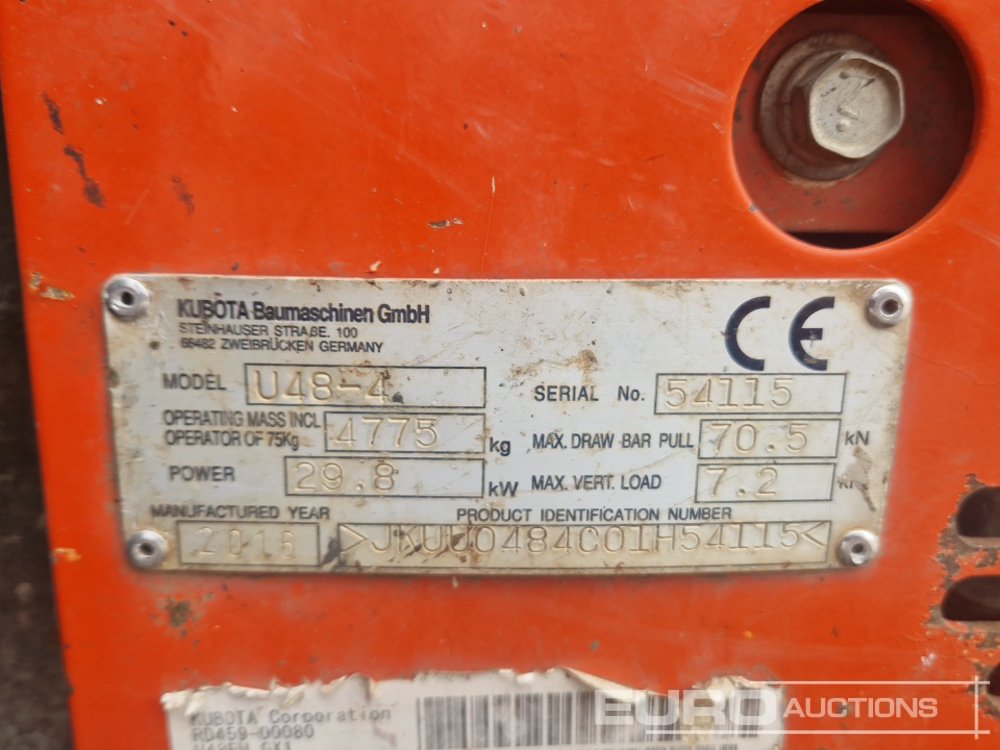 KUBOTA Baumaschinen GmbH
STEINHAUSER STRAßE. 100
66482 ZWEIBRÜCKEN GERMANY
CE
MODEL U48-4
SERIAL No. 54115
OPERATING MASS INCL
OPERATOR OF 75Kg 4775 kg
MAX. DRAW BAR PULL 70.5 kN
POWER 29.8 kW
MAX. VERT. LOAD 7.2
MANUFACTURED YEAR
2016
PRODUCT IDENTIFICATION NUMBER
>JKUU0484C01H54115<
KUBOTA Corporation
RD459-00080
EURO AUCTIONS